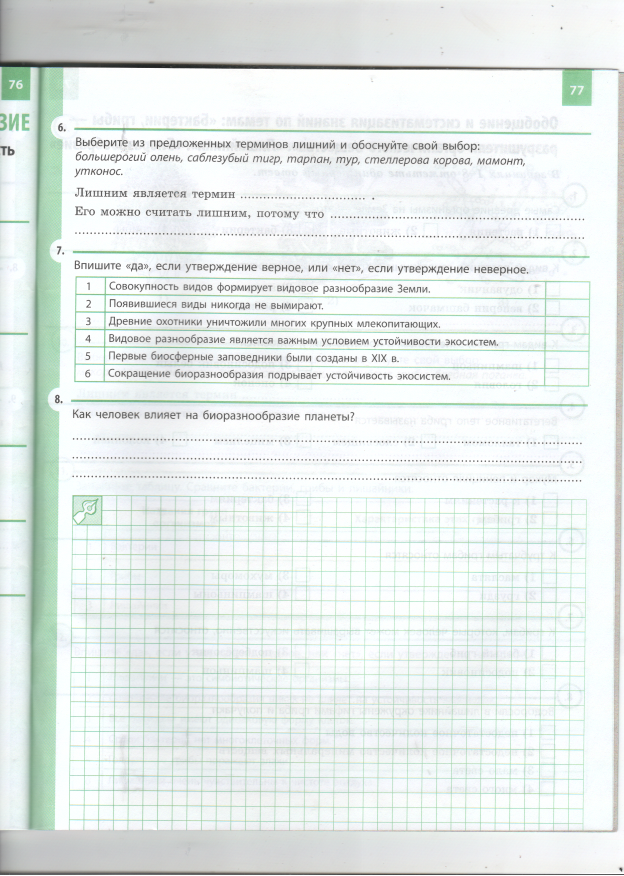 76
77
ЗИЕ
ть
6.
Выберите из предложенных терминов лишний и обоснуйте свой выбор:
большерогий олень, саблезубый тигр, тарпан, тур, стеллерова корова, мамонт,
утконос.
Лишним является термин .............................. .
Его можно считать лишним, потому что ..............................
7.
Впишите «да», если утверждение верное, или «нет», если утверждение неверное.
1 Совокупность видов формирует видовое разнообразие Земли.
2 Появившиеся виды никогда не вымирают.
3 Древние охотники уничтожили многих крупных млекопитающих.
4 Видовое разнообразие является важным условием устойчивости экосистем.
5 Первые биосферные заповедники были созданы в XIX в.
6 Сокращение биоразнообразия подрывает устойчивость экосистем.
8.
Как человек влияет на биоразнообразие планеты?